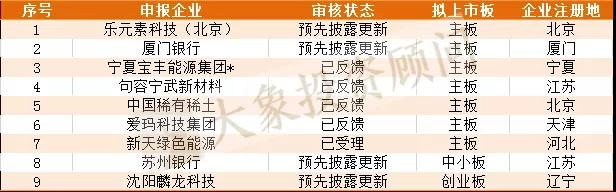 序号 申报企业 审核状态 拟上市板 企业注册地
1 乐元素科技（北京） 预先披露更新 主板 北京
2 厦门银行 预先披露更新 主板 厦门
3 宁夏宝丰能源集团* 已反馈 主板 宁夏
4 句容宁武新材料 已反馈 主板 江苏
5 中国稀有稀土 已反馈 主板 北京
6 爱玛科技集团 已反馈 主板 天津
7 新天绿色能源 已受理 主板 河北
8 苏州银行 预先披露更新 中小板 江苏
9 沈阳麟龙科技 预先披露更新 创业板 辽宁
大象投资顾问